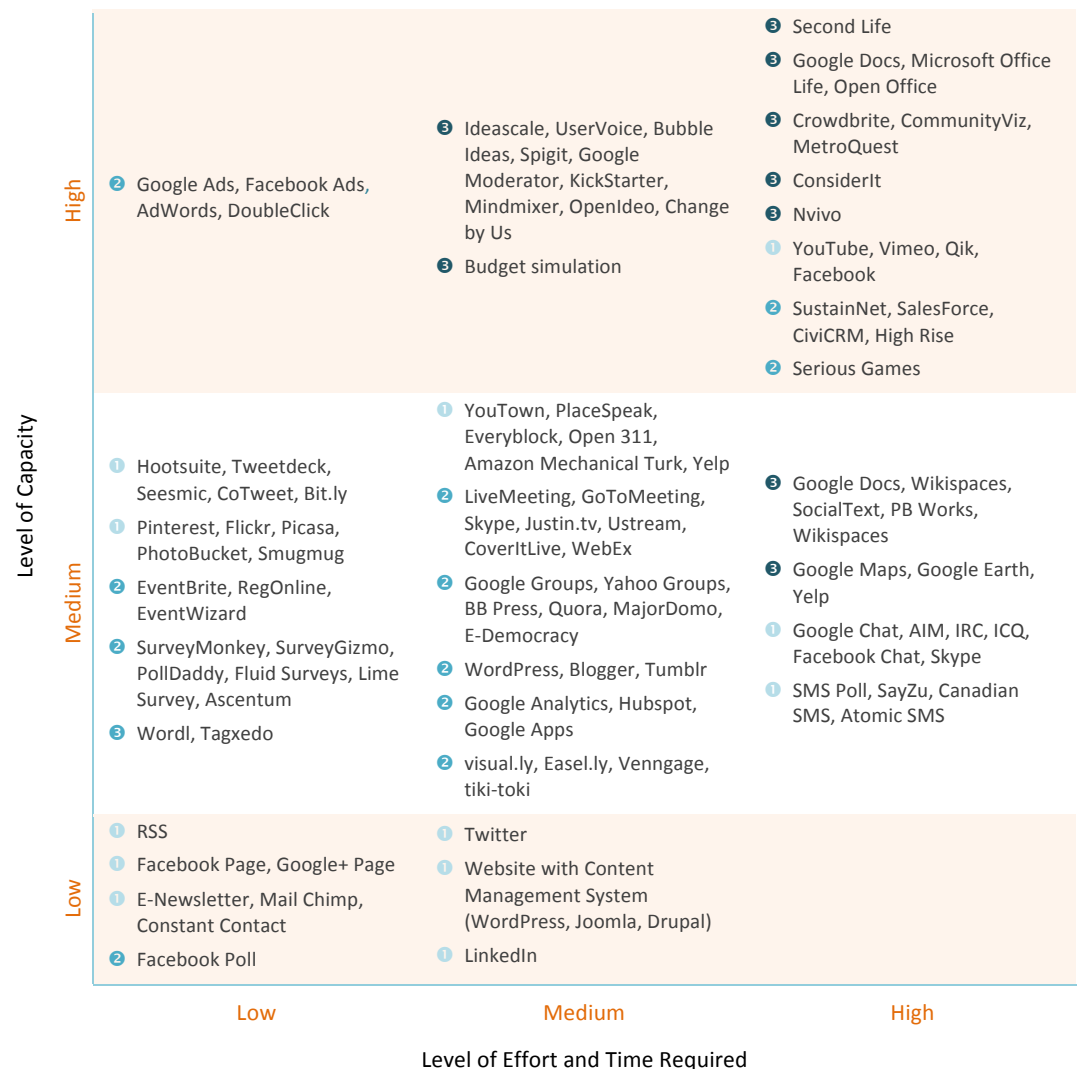 High
❷ Google Ads, Facebook Ads,
AdWords, DoubleClick
❸ Ideascale, UserVoice, Bubble
Ideas, Spigit, Google
Moderator, KickStarter,
Mindmixer, OpenIdeo, Change
by Us
❸ Budget simulation
❸ Second Life
❸ Google Docs, Microsoft Office
Life, Open Office
❸ Crowdbrite, CommunityViz,
MetroQuest
❸ ConsiderIt
❸ Nvivo
❶ YouTube, Vimeo, Qik,
Facebook
❷ SustainNet, SalesForce,
CiviCRM, High Rise
❷ Serious Games
Level of Capacity
Medium
❶ Hootsuite, Tweetdeck,
Seesmic, CoTweet, Bit.ly
❶ Pinterest, Flickr, Picasa,
PhotoBucket, Smugmug
❷ EventBrite, RegOnline,
EventWizard
❷ SurveyMonkey, SurveyGizmo,
PollDaddy, Fluid Surveys, Lime
Survey, Ascentum
❸ Wordl, Tagxedo
❶ YouTown, PlaceSpeak,
Everyblock, Open 311,
Amazon Mechanical Turk, Yelp
❷ LiveMeeting, GoToMeeting,
Skype, Justin.tv, Ustream,
CoverItLive, WebEx
❷ Google Groups, Yahoo Groups,
BB Press, Quora, MajorDomo,
E-Democracy
❷ WordPress, Blogger, Tumblr
❷ Google Analytics, Hubspot,
Google Apps
❷ visual.ly, Easel.ly, Venngage,
tiki-toki
❸ Google Docs, Wikispaces,
SocialText, PB Works,
Wikispaces
❸ Google Maps, Google Earth,
Yelp
❶ Google Chat, AIM, IRC, ICQ,
Facebook Chat, Skype
❶ SMS Poll, SayZu, Canadian
SMS, Atomic SMS
Low
❶ RSS
❶ Facebook Page, Google+ Page
❶ E-Newsletter, Mail Chimp,
Constant Contact
❷ Facebook Poll
❶ Twitter
❶ Website with Content
Management System
(WordPress, Joomla, Drupal)
❶ LinkedIn
Low
Medium
High
Level of Effort and Time Required